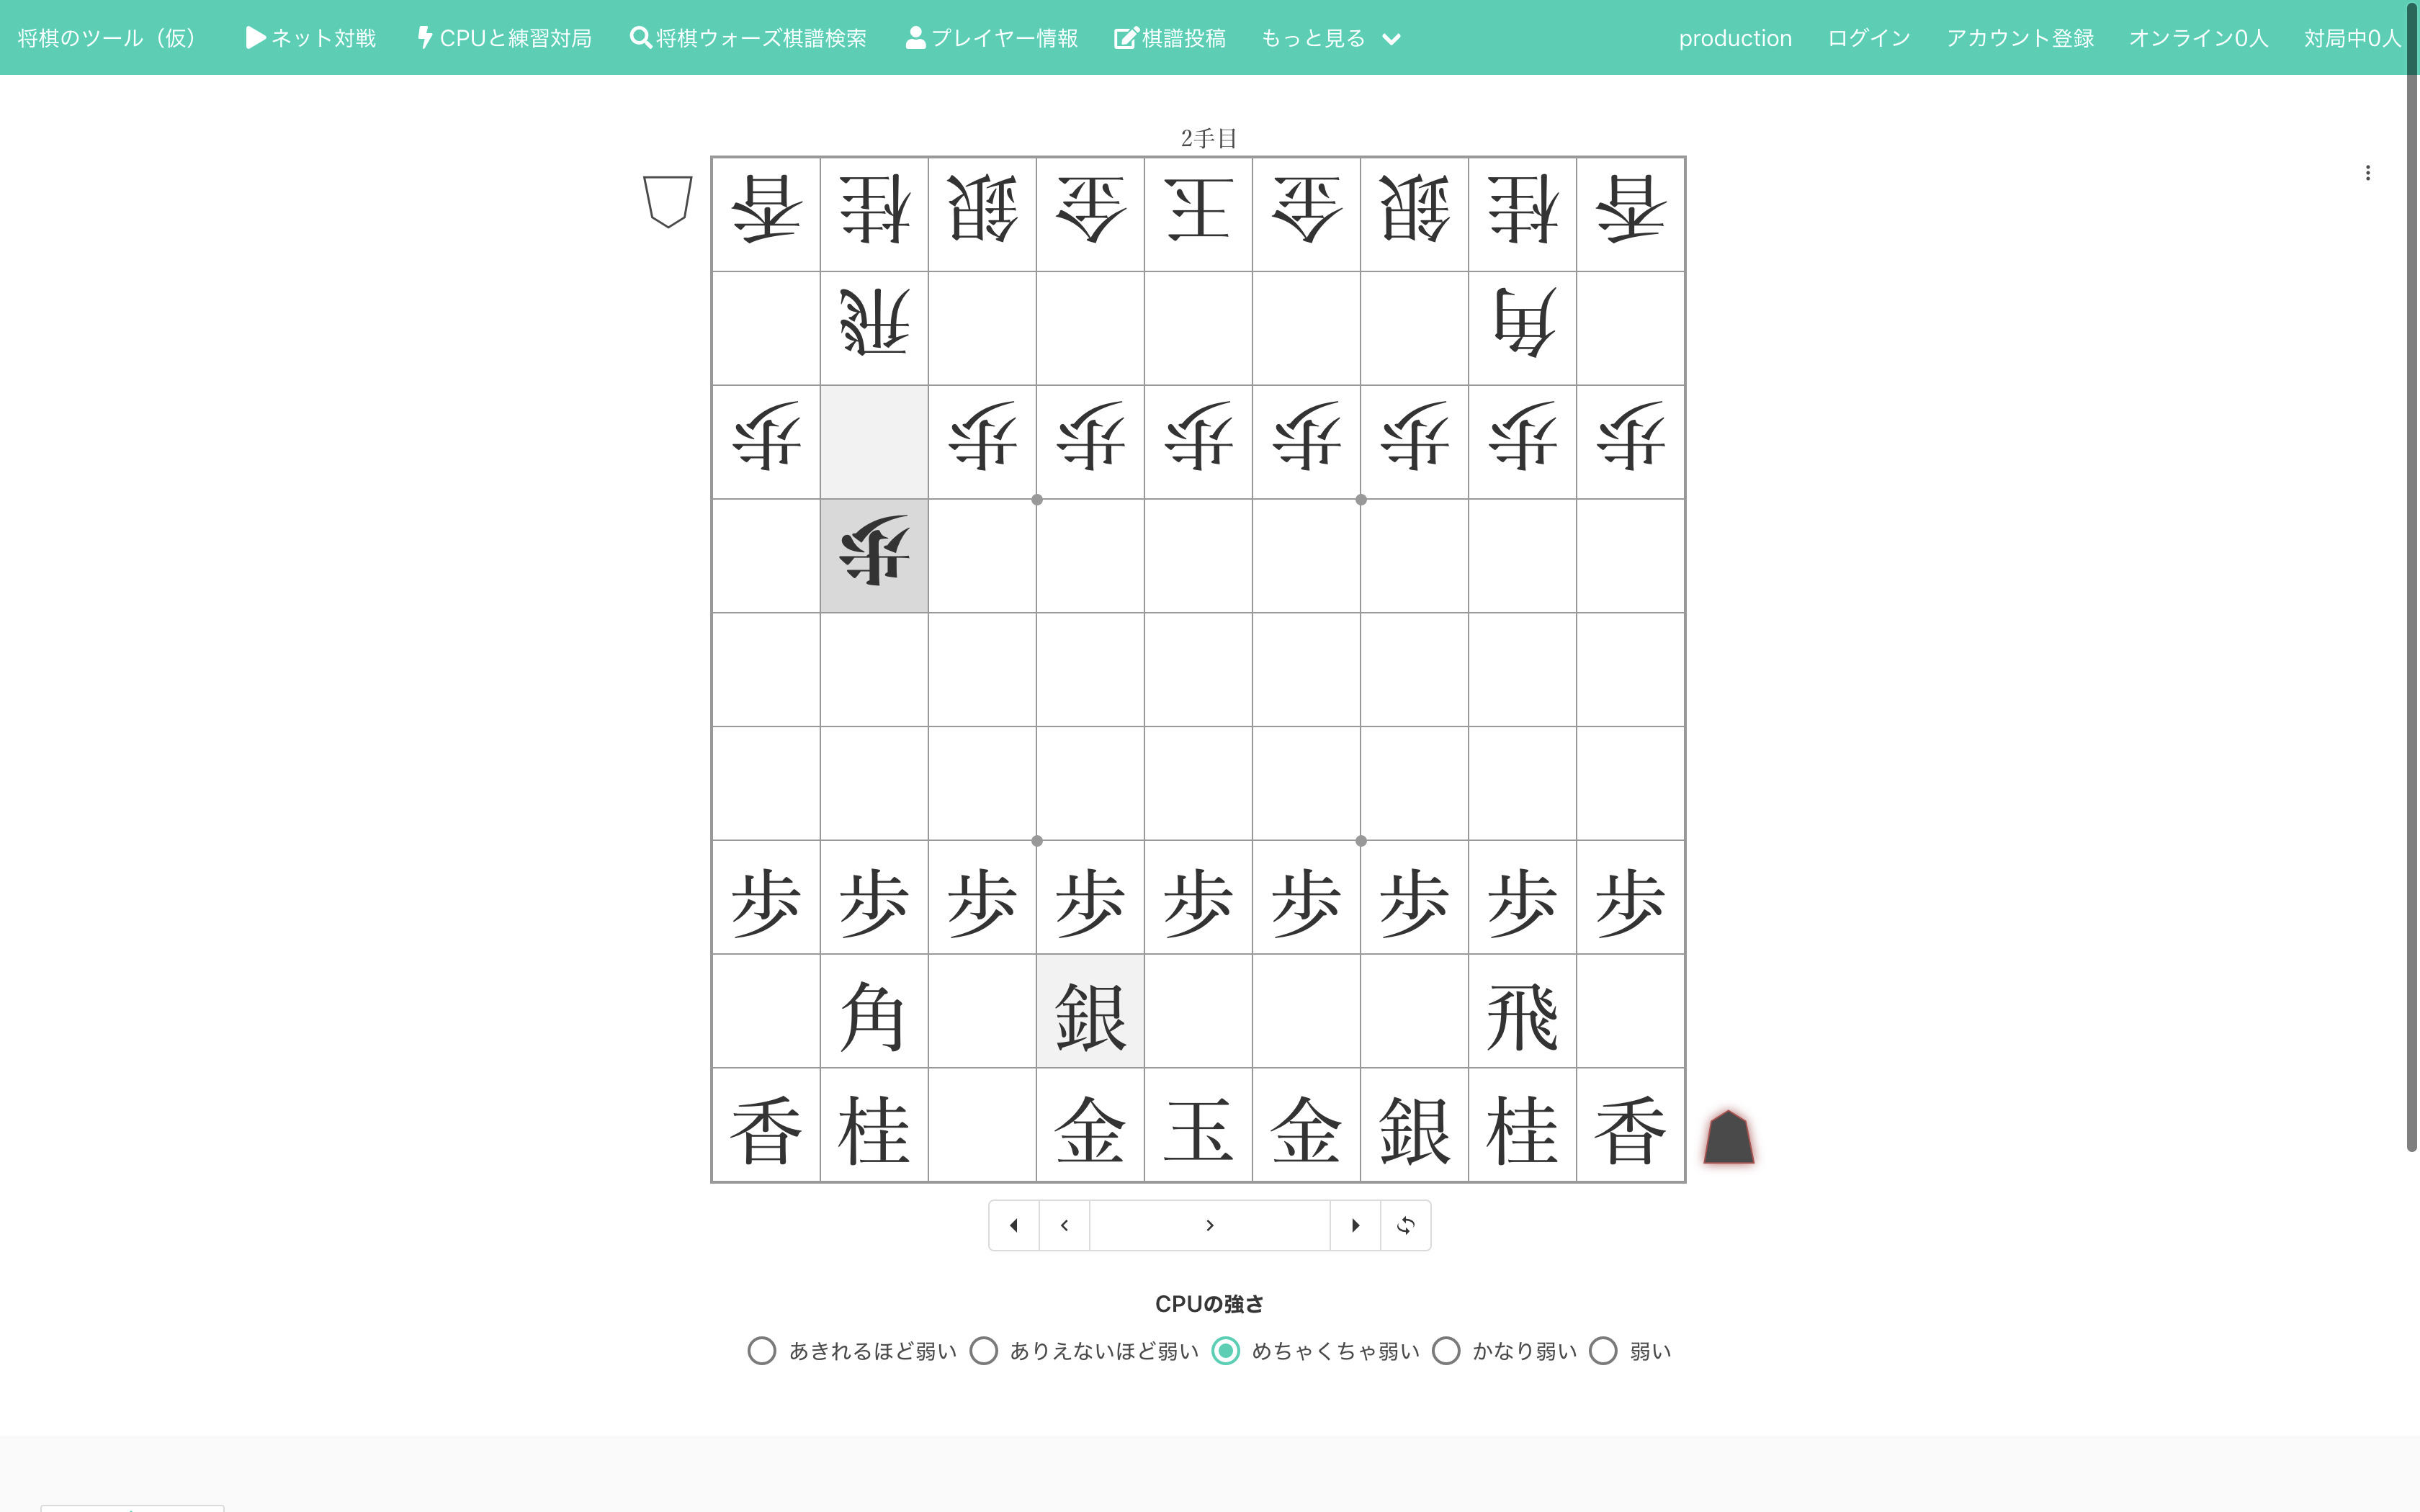 将棋のツール（仮） ネット対戦 CPUと練習対局 将棋ウォーズ棋譜検索 プレイヤー情報 棋譜投稿 もっと見る production ログイン アカウント登録 オンライン0人 対局中0人
2手目
香 桂 銀 金 王 金 銀 桂 香
飛 角
歩 歩 歩 歩 歩 歩 歩 歩
歩
歩 歩 歩 歩 歩 歩 歩 歩 歩
角 銀 飛
香 桂 金 玉 金 銀 桂 香
CPUの強さ
あきれるほど弱い ありえないほど弱い めちゃくちゃ弱い かなり弱い 弱い